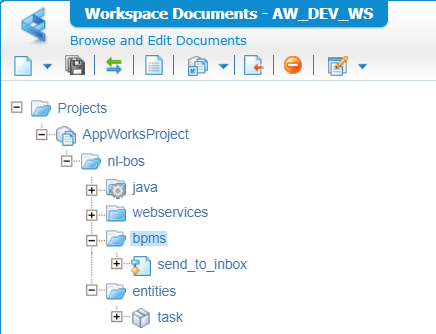 Workspace Documents - AW_DEV_WS
Browse and Edit Documents
Projects
AppWorksProject
nl-bos
java
webservices
bpms
send_to_inbox
entities
task